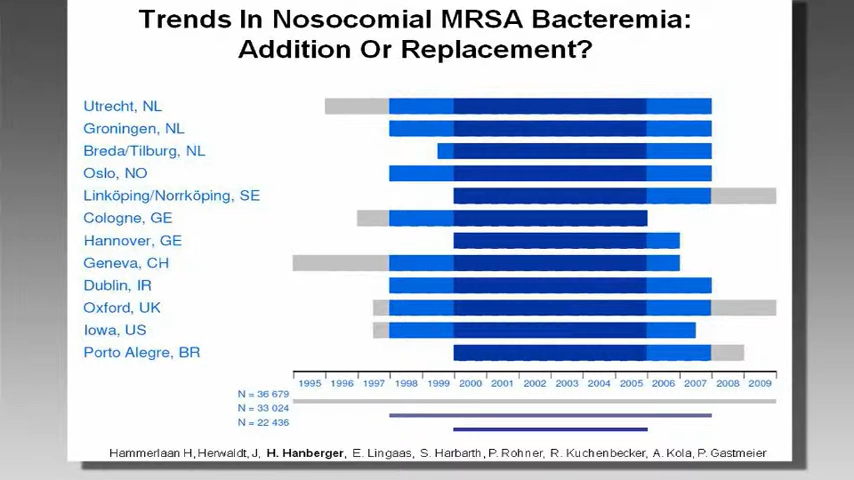 Trends In Nosocomial MRSA Bacteremia:
Addition Or Replacement?
Utrecht, NL
Groningen, NL
Breda/Tilburg, NL
Oslo, NO
Linköping/Norrköping, SE
Cologne, GE
Hannover, GE
Geneva, CH
Dublin, IR
Oxford, UK
Iowa, US
Porto Alegre, BR
1995 1996 1997 1998 1999 2000 2001 2002 2003 2004 2005 2006 2007 2008 2009
N = 36 679
N = 33 024
N = 22 436
Hammerlaan H, Herwaldt, J, H. Hanberger, E. Lingaas, S. Harbarth, P. Rohner, R. Kuchenbecker, A. Kola, P. Gastmeier